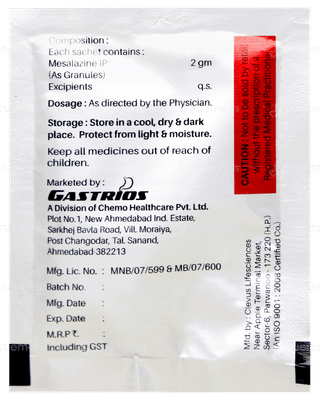 Composition :
Each sachet contains :
Mesalazine IP 2 gm
(As Granules)
Excipients q.s.
Dosage : As directed by the Physician.
Storage : Store in a cool, dry & dark
place. Protect from light & moisture.
Keep all medicines out of reach of
children.
Marketed by :
GASTRIOS
A Division of Chemo Healthcare Pvt. Ltd.
Plot No. 1, New Ahmedabad Ind. Estate,
Sarkhej Bavla Road, Vill. Moraiya,
Post Changodar, Tal. Sanand,
Ahmedabad-382213
Mfg. Lic. No. : MNB/07/599 & MB/07/600
Batch No. :
Mfg. Date :
Exp. Date :
M.R.P ₹. :
Including GST
CAUTION : Not to be sold by retail
without the prescription of a
Registered Medical Practitioner.
Mfd. by : Clevus Lifesciences
Near Apple Terminal Market,
Sector-6, Parwanoo - 173 220 (H.P.)
(An ISO 9001 : 2008 Certified Co.)